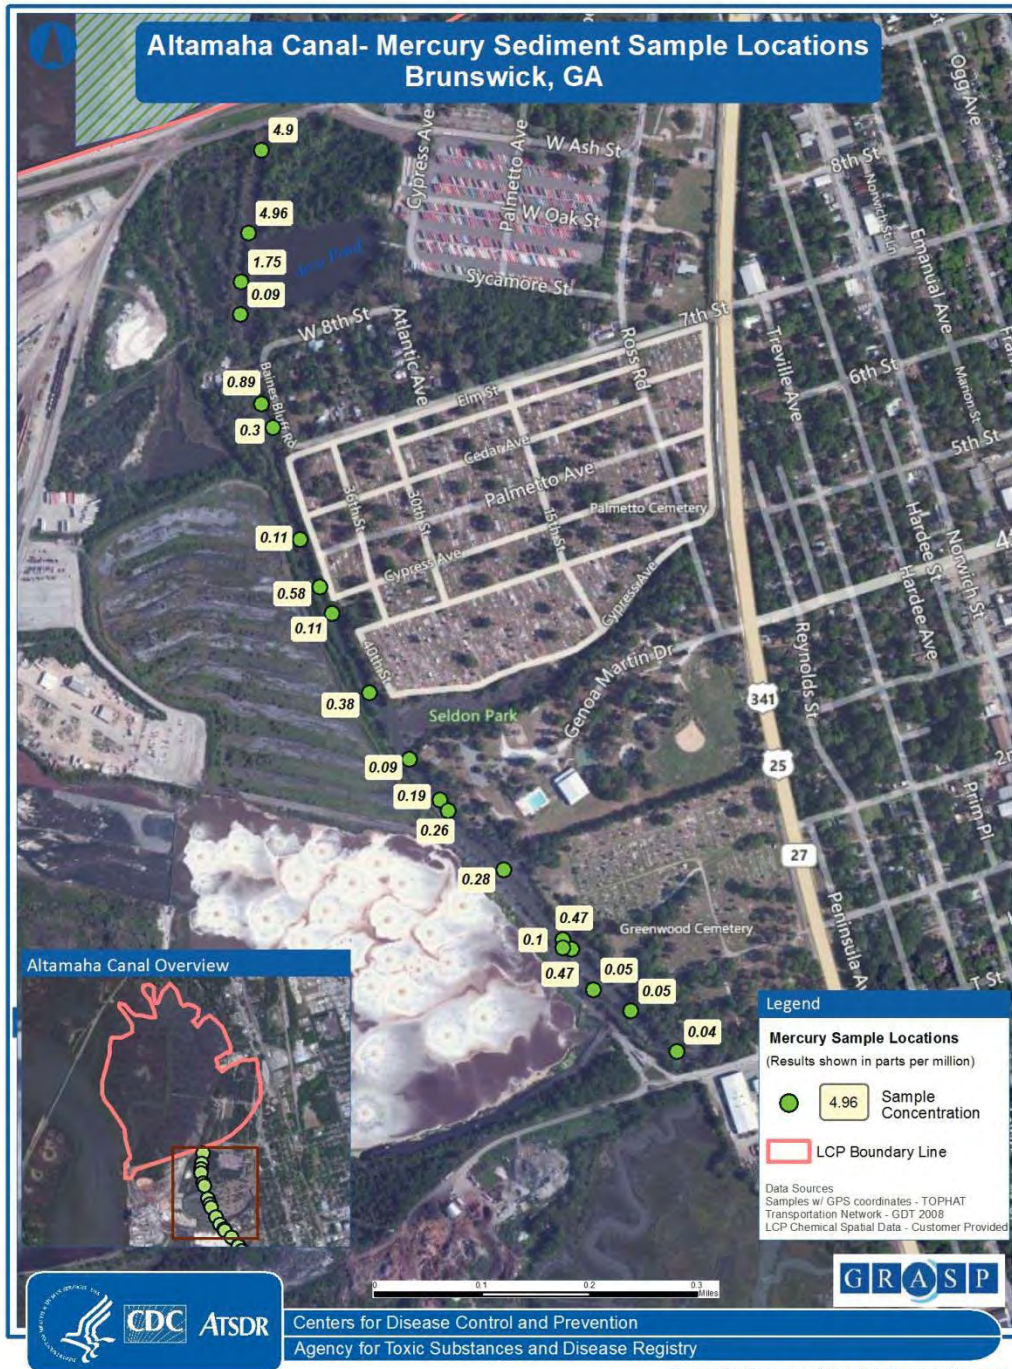 Altamaha Canal- Mercury Sediment Sample Locations
Brunswick, GA
4.9
4.96
1.75
0.09
0.89
0.3
0.11
0.58
0.11
0.38
0.09
0.19
0.26
0.28
0.47
0.1
0.47
0.05
0.05
0.04
Cypress Ave
Palmetto Ave
W Ash St
W Oak St
Sycamore St
W 8th St
Atlantic Ave
Baines Bluff Rd
Elm St
7th St
Ross Rd
Cedar Ave
Palmetto Ave
36th St
30th St
15th St
Palmetto Cemetery
Cypress Ave
Cypress Ave
40th St
Genoa Martin Dr
Seldon Park
Greenwood Cemetery
Ogg Ave
8th St
Norwich St Ln
Emanual Ave
Treville Ave
6th St
Marion St
5th St
Hardee St
Norwich St
Hardee Ave
Reynolds St
341
25
27
Prim Pl
Peninsula Av
T St
Altamaha Canal Overview
Legend
Mercury Sample Locations
(Results shown in parts per million)
4.96
Sample
Concentration
LCP Boundary Line
Data Sources
Samples w/ GPS coordinates - TOPHAT
Transportation Network - GDT 2008
LCP Chemical Spatial Data - Customer Provided
0 0.1 0.2 0.3
Miles
GRASP
CDC
ATSDR
Centers for Disease Control and Prevention
Agency for Toxic Substances and Disease Registry